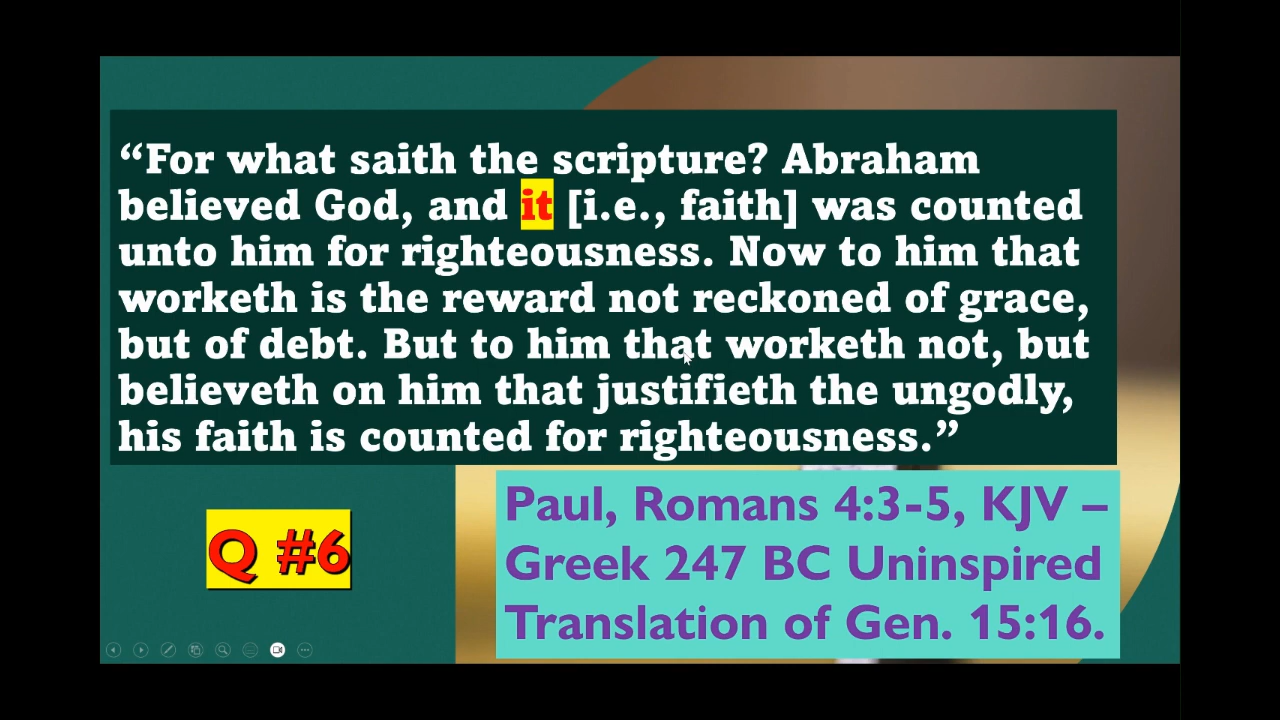 “For what saith the scripture? Abraham
believed God, and it [i.e., faith] was counted
unto him for righteousness. Now to him that
worketh is the reward not reckoned of grace,
but of debt. But to him that worketh not, but
believeth on him that justifieth the ungodly,
his faith is counted for righteousness.”
Q #6
Paul, Romans 4:3-5, KJV –
Greek 247 BC Uninspired
Translation of Gen. 15:16.